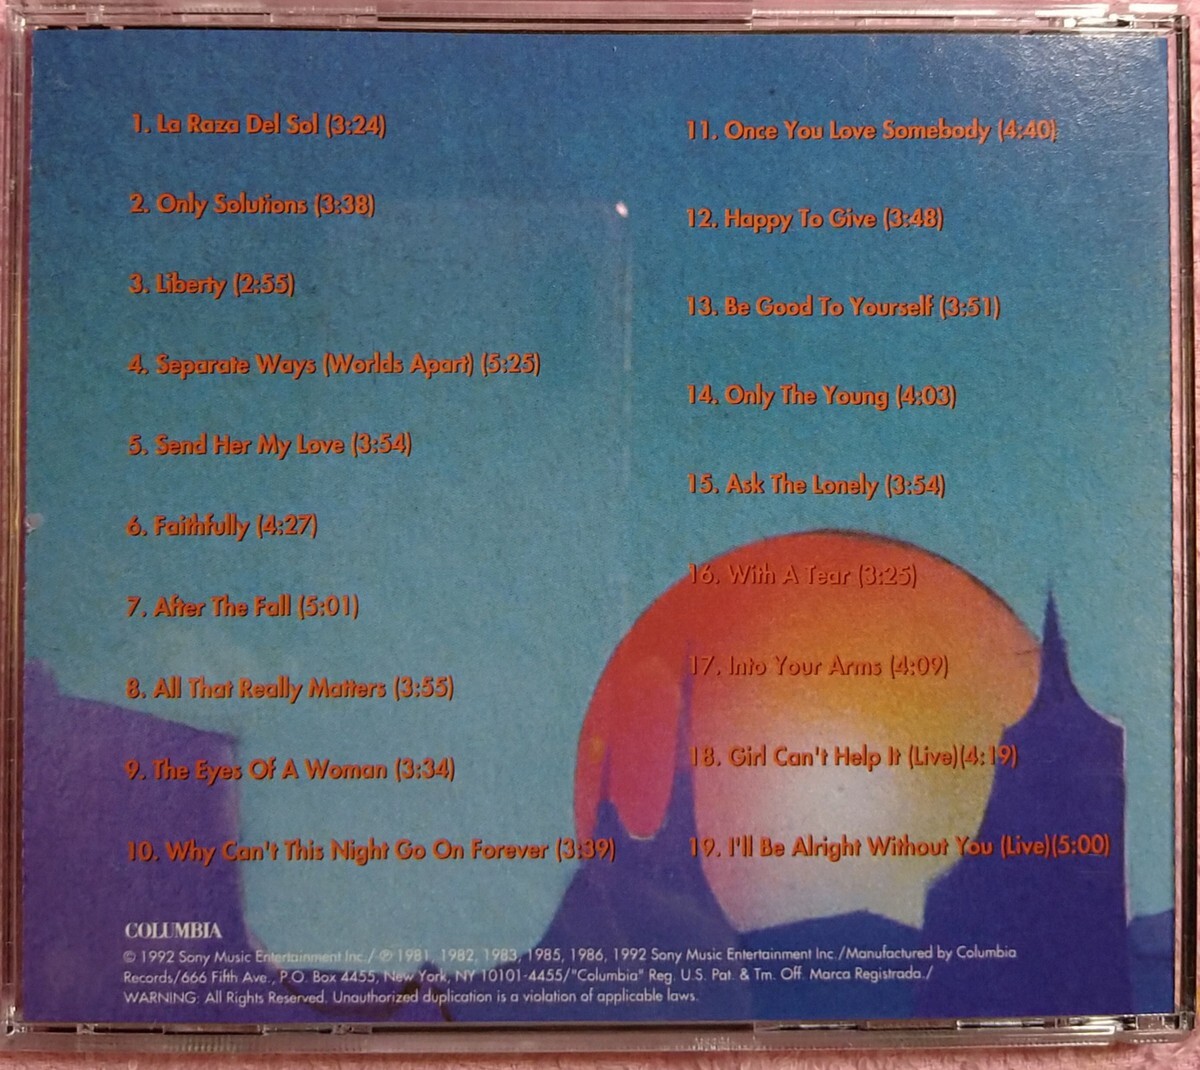 1. La Raza Del Sol (3:24)
2. Only Solutions (3:38)
3. Liberty (2:55)
4. Separate Ways (Worlds Apart) (5:25)
5. Send Her My Love (3:54)
6. Faithfully (4:27)
7. After The Fall (5:01)
8. All That Really Matters (3:55)
9. The Eyes Of A Woman (3:34)
10. Why Can't This Night Go On Forever (3:39)
11. Once You Love Somebody (4:40)
12. Happy To Give (3:48)
13. Be Good To Yourself (3:51)
14. Only The Young (4:03)
15. Ask The Lonely (3:54)
16. With A Tear (3:25)
17. Into Your Arms (4:09)
18. Girl Can't Help It (Live)(4:19)
19. I'll Be Alright Without You (Live)(5:00)
COLUMBIA
© 1992 Sony Music Entertainment Inc./ ℗ 1981, 1982, 1983, 1985, 1986, 1992 Sony Music Entertainment Inc./Manufactured by Columbia
Records/666 Fifth Ave., P.O. Box 4455, New York, NY 10101-4455/"Columbia" Reg. U.S. Pat. & Tm. Off. Marca Registrada./
WARNING: All Rights Reserved. Unauthorized duplication is a violation of applicable laws.